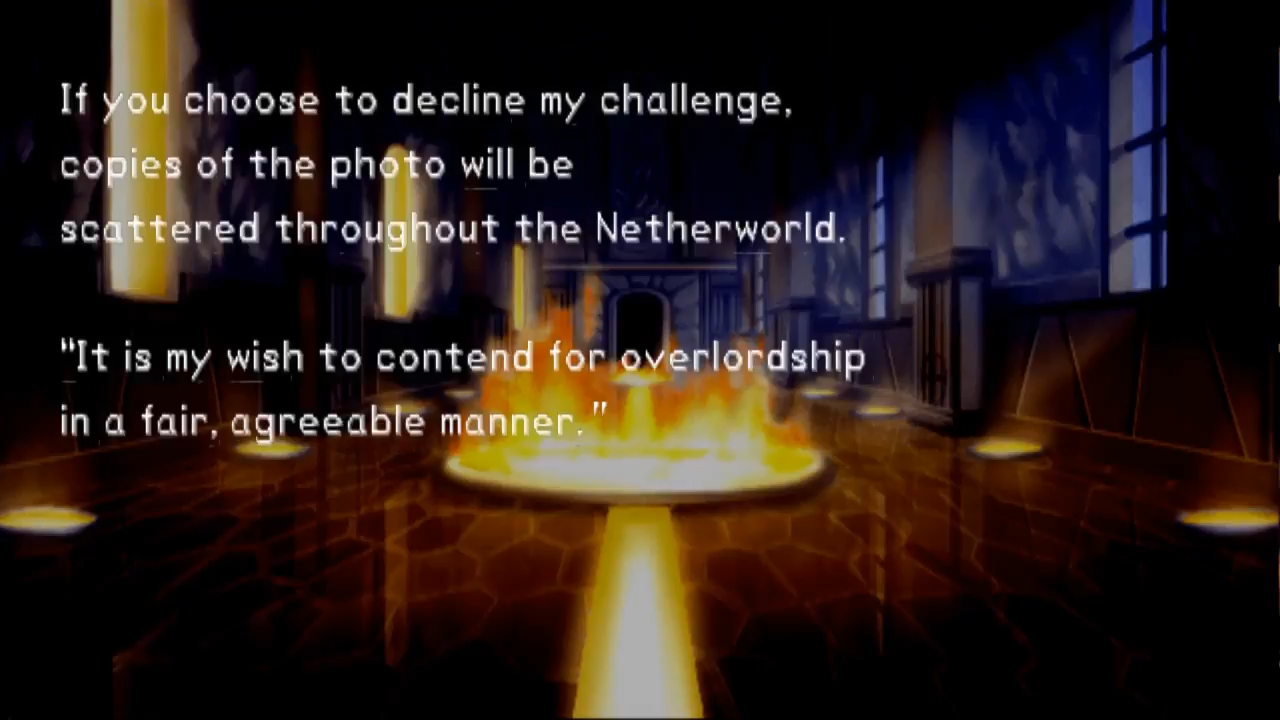 If you choose to decline my challenge,
copies of the photo will be
scattered throughout the Netherworld.
"It is my wish to contend for overlordship
in a fair, agreeable manner."